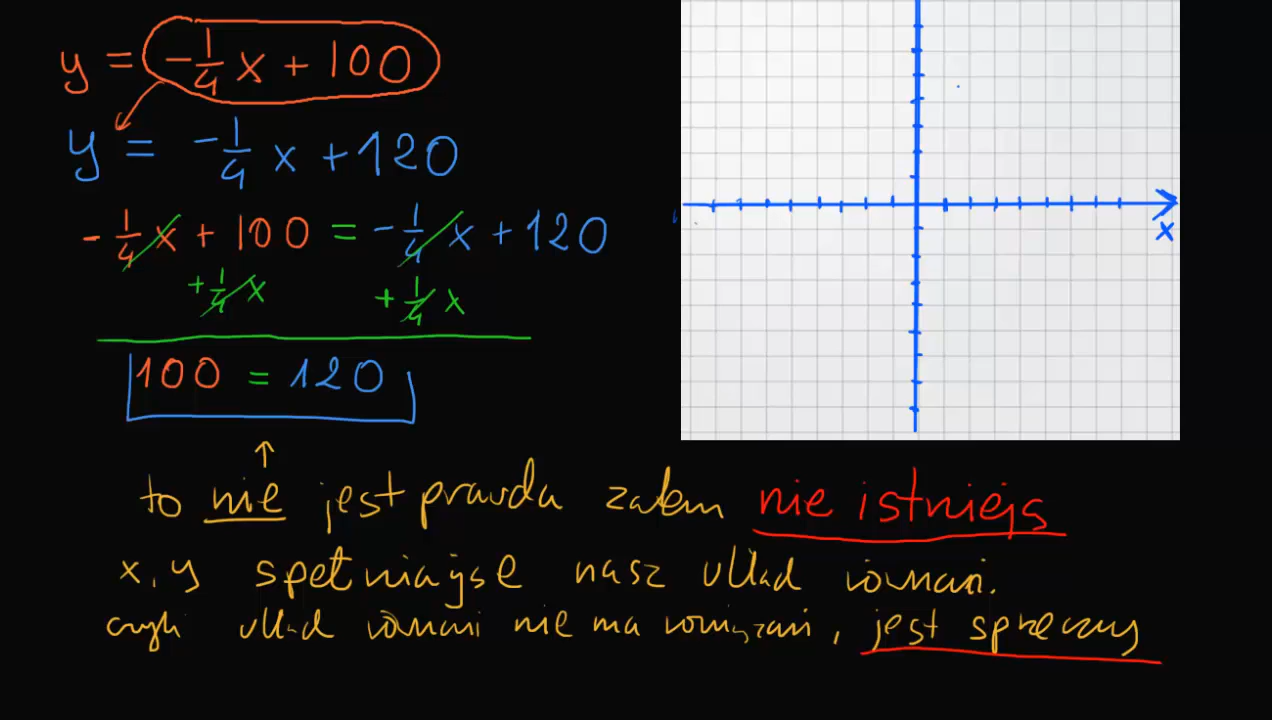 y = -1/4 x + 100
y = -1/4 x + 120
-1/4 x + 100 = -1/4 x + 120
+1/4 x +1/4 x
100 = 120
x
↑
to nie jest prawda zatem nie istnieją
x, y spełniające nasz układ równań.
czyli układ równań nie ma rozwiązań, jest sprzeczny